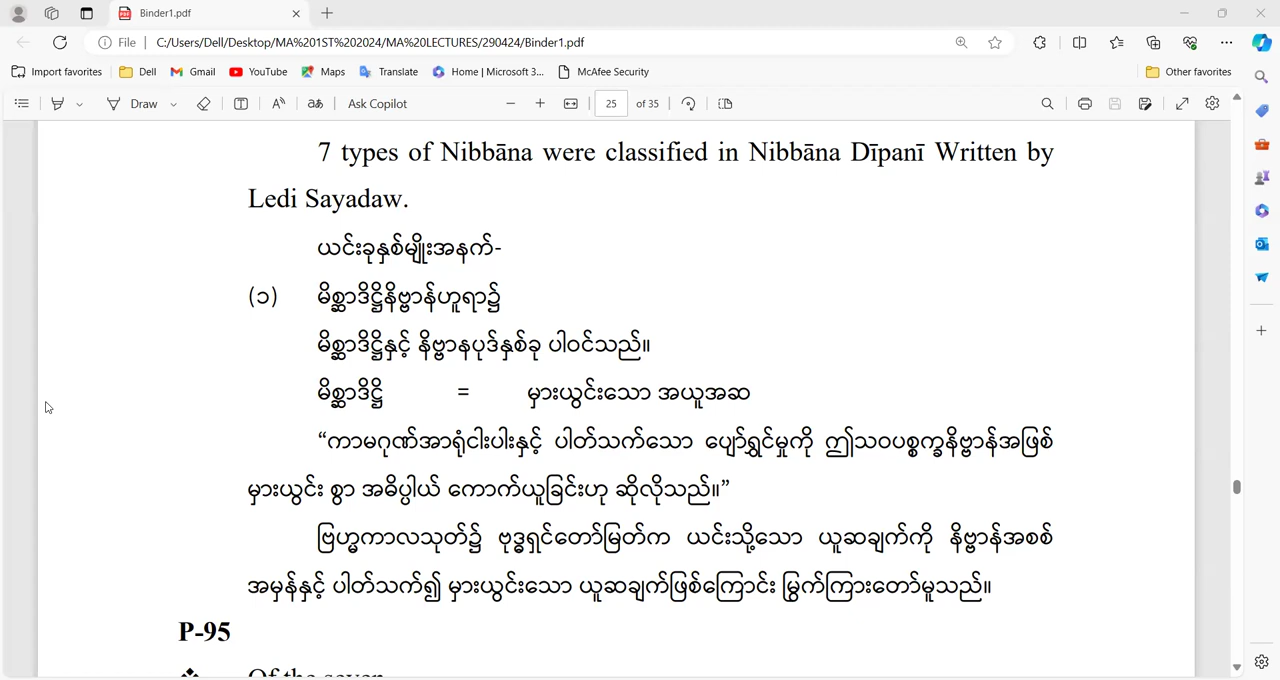 Binder1.pdf
File C:/Users/Dell/Desktop/MA%201ST%202024/MA%20LECTURES/290424/Binder1.pdf
Import favorites Dell Gmail YouTube Maps Translate Home | Microsoft 3... McAfee Security Other favorites
Draw Ask Copilot 25 of 35
7 types of Nibbāna were classified in Nibbāna Dīpanī Written by
Ledi Sayadaw.
ယင်းခုနှစ်မျိုးအနက်-
(၁) မိစ္ဆာဒိဋ္ဌိနိဗ္ဗာန်ဟူရာ၌
မိစ္ဆာဒိဋ္ဌိနှင့် နိဗ္ဗာနပုဒ်နှစ်ခု ပါဝင်သည်။
မိစ္ဆာဒိဋ္ဌိ = မှားယွင်းသော အယူအဆ
“ကာမဂုဏ်အာရုံငါးပါးနှင့် ပါတ်သက်သော ပျော်ရွှင်မှုကို ဤသဝပစ္စက္ခနိဗ္ဗာန်အဖြစ်
မှားယွင်း စွာ အဓိပ္ပါယ် ကောက်ယူခြင်းဟု ဆိုလိုသည်။”
ဗြဟ္မကာလသုတ်၌ ဗုဒ္ဓရှင်တော်မြတ်က ယင်းသို့သော ယူဆချက်ကို နိဗ္ဗာန်အစစ်
အမှန်နှင့် ပါတ်သက်၍ မှားယွင်းသော ယူဆချက်ဖြစ်ကြောင်း မြွက်ကြားတော်မူသည်။
P-95
Of the seven